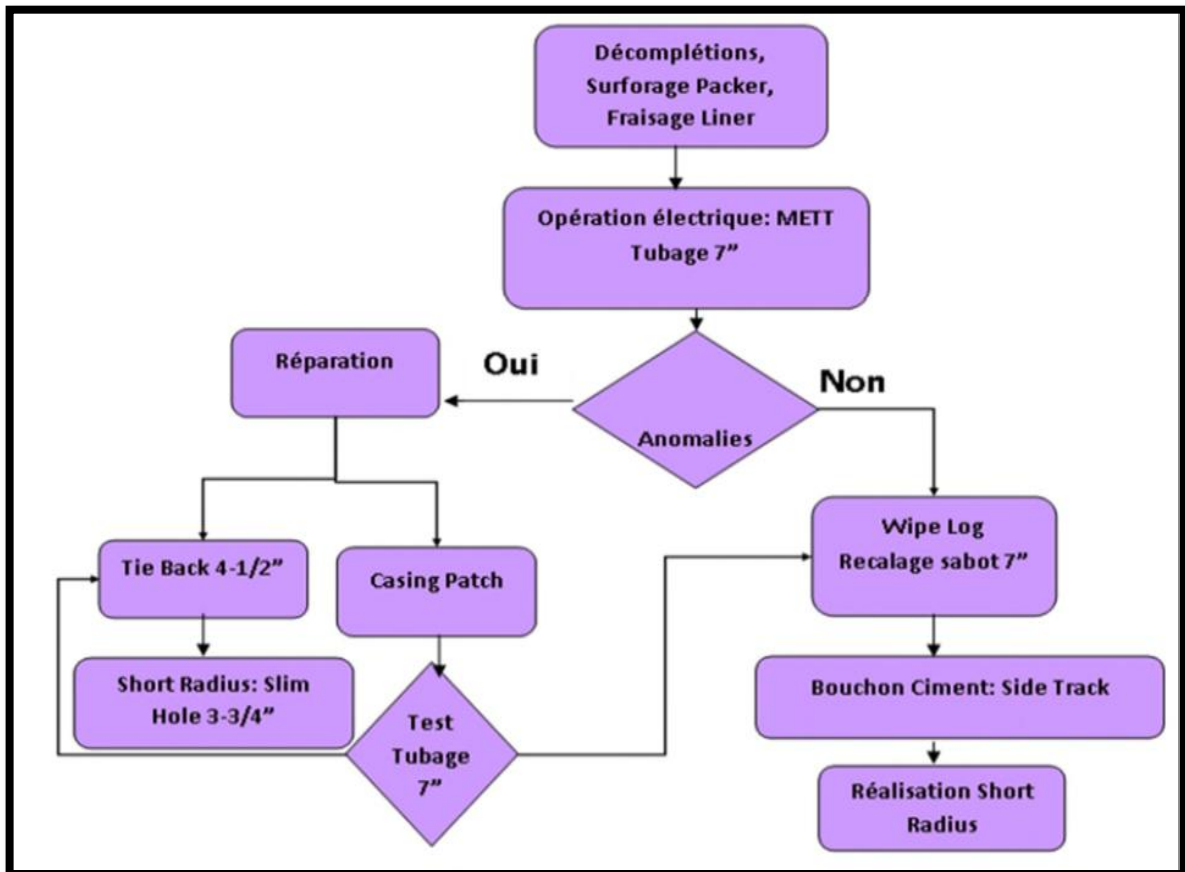 Décomplétions,
Surforage Packer,
Fraisage Liner
Opération électrique: METT
Tubage 7”
Réparation
Oui
Non
Anomalies
Wipe Log
Recalage sabot 7”
Tie Back 4-1/2”
Casing Patch
Short Radius: Slim
Hole 3-3/4”
Test
Tubage
7”
Bouchon Ciment: Side Track
Réalisation Short
Radius